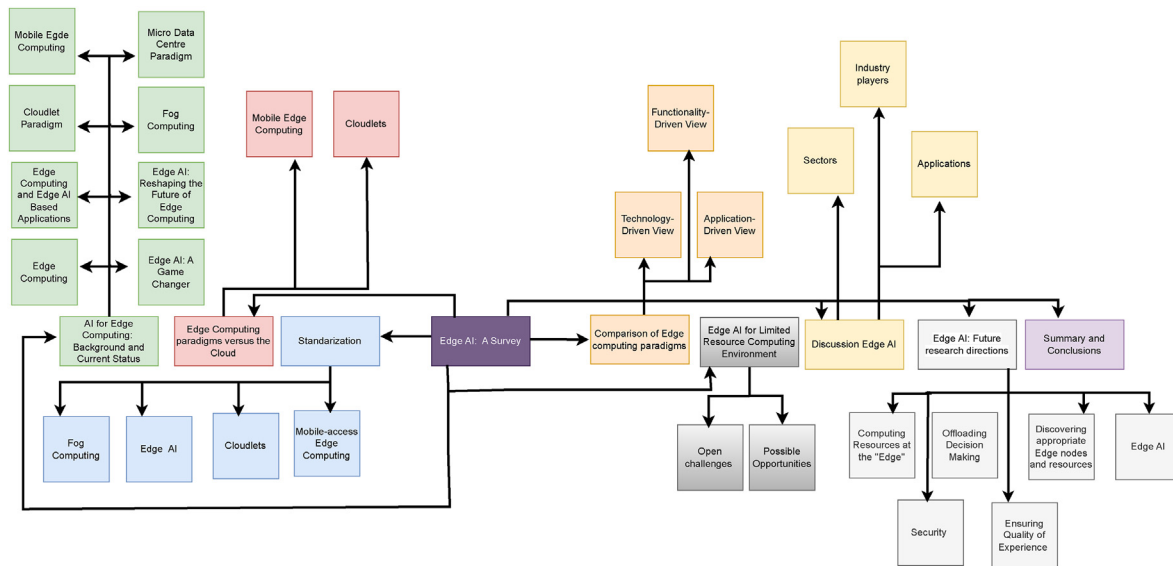 Mobile Egde
Computing
Micro Data
Centre
Paradigm
Cloudlet
Paradigm
Fog
Computing
Edge
Computing
and Edge AI
Based
Applications
Edge AI:
Reshaping the
Future of
Edge
Computing
Edge
Computing
Edge AI: A
Game
Changer
Mobile Edge
Computing
Cloudlets
Functionality-
Driven View
Technology-
Driven View
Application-
Driven View
Industry
players
Sectors
Applications
AI for Edge
Computing:
Background and
Current Status
Edge Computing
paradigms versus the
Cloud
Standarization
Edge AI: A Survey
Comparison of Edge
computing paradigms
Edge AI for Limited
Resource Computing
Environment
Discussion Edge AI
Edge AI: Future
research directions
Summary and
Conclusions
Fog
Computing
Edge AI
Cloudlets
Mobile-access
Edge
Computing
Open
challenges
Possible
Opportunities
Computing
Resources at
the "Edge"
Offloading
Decision
Making
Discovering
appropriate
Edge nodes
and resources
Edge AI
Security
Ensuring
Quality of
Experience